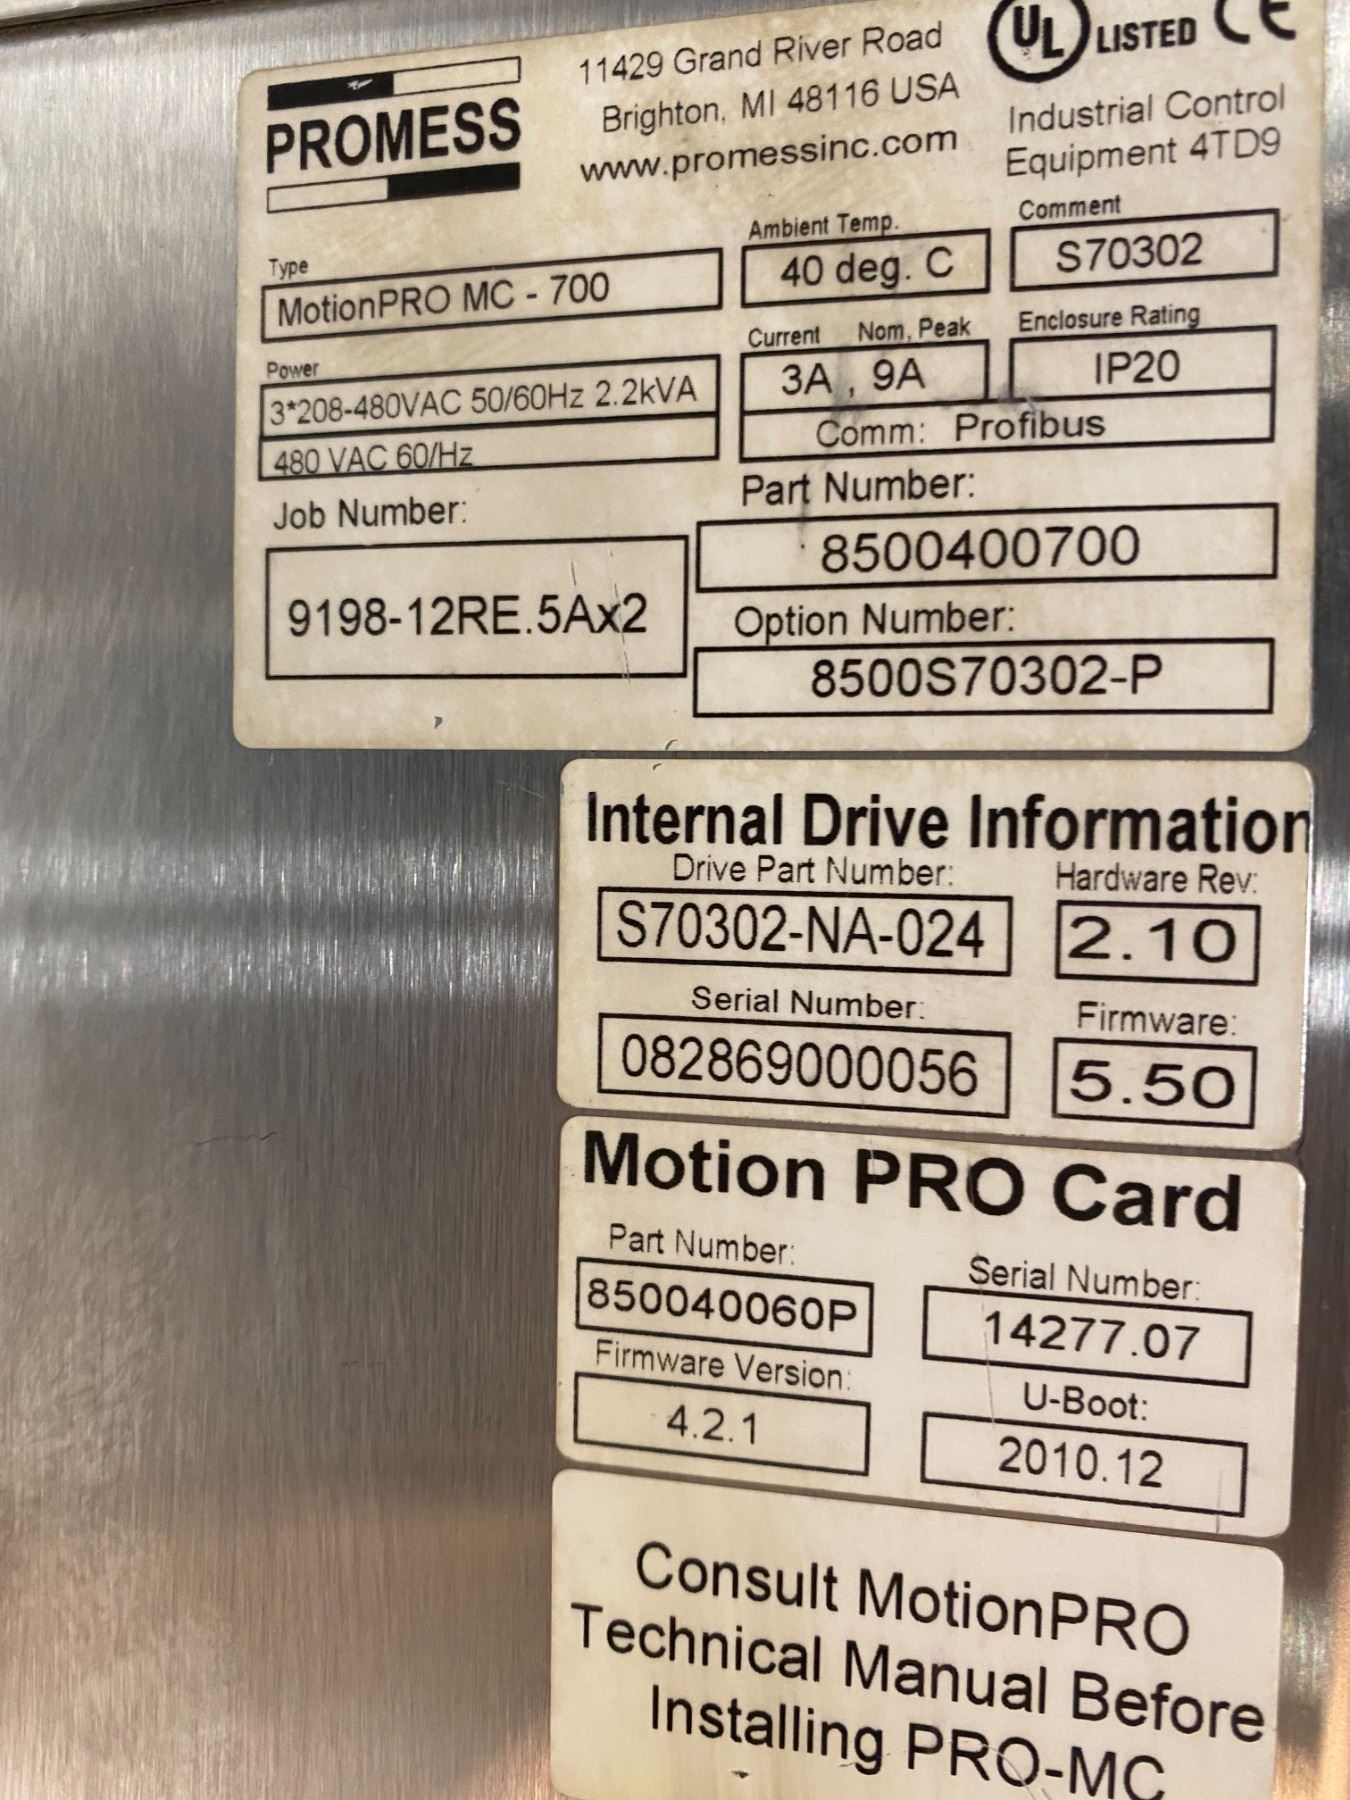 PROMESS
11429 Grand River Road
Brighton, MI 48116 USA
www.promessinc.com
UL LISTED CE
Industrial Control
Equipment 4TD9
Type
MotionPRO MC - 700
Ambient Temp.
40 deg. C
Comment
S70302
Power
3*208-480VAC 50/60Hz 2.2kVA
480 VAC 60/Hz
Current Nom, Peak
3A , 9A
Enclosure Rating
IP20
Comm: Profibus
Job Number:
9198-12RE.5Ax2
Part Number:
8500400700
Option Number:
8500S70302-P
Internal Drive Information
Drive Part Number:
S70302-NA-024
Hardware Rev:
2.10
Serial Number:
082869000056
Firmware:
5.50
Motion PRO Card
Part Number:
850040060P
Serial Number:
14277.07
Firmware Version:
4.2.1
U-Boot:
2010.12
Consult MotionPRO
Technical Manual Before
Installing PRO-MC